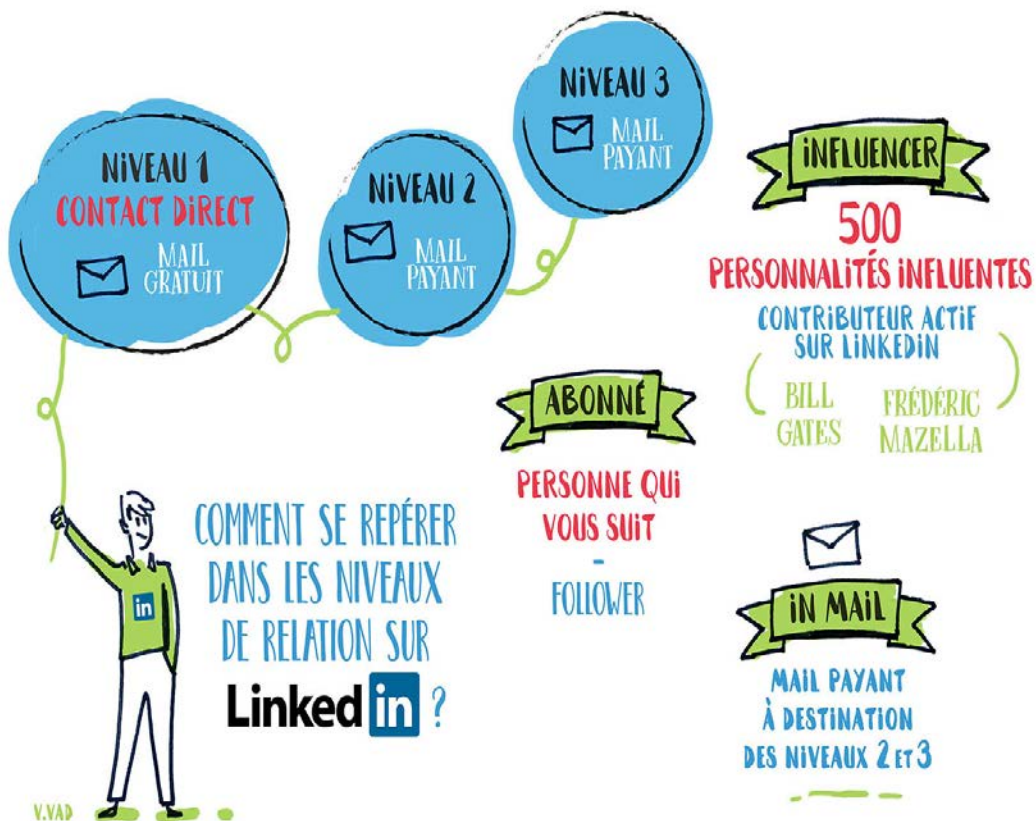 NIVEAU 1
CONTACT DIRECT
MAIL
GRATUIT
NIVEAU 2
MAIL
PAYANT
NIVEAU 3
MAIL
PAYANT
INFLUENCER
500
PERSONNALITÉS INFLUENTES
CONTRIBUTEUR ACTIF
SUR LINKEDIN
BILL
GATES
FRÉDÉRIC
MAZELLA
ABONNÉ
PERSONNE QUI
VOUS SUIT
-
FOLLOWER
IN MAIL
MAIL PAYANT
À DESTINATION
DES NIVEAUX 2 ET 3
COMMENT SE REPÉRER
DANS LES NIVEAUX
DE RELATION SUR
Linked in ?
in
V.VAD